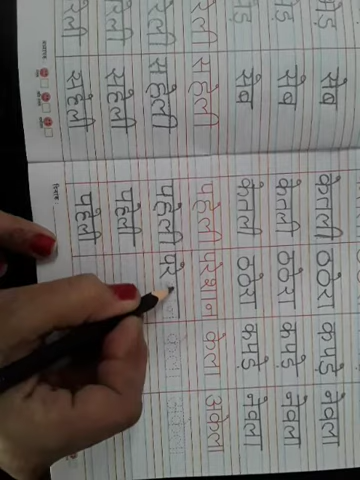 सेब
सेब
सेब
सहेली
सहेली
सहेली
सहेली
केतली ठठेरा कपड़े नेवला
केतली ठठेरा कपड़े नेवला
केतली ठठेरा कपड़े नेवला
पहेली परेशान केला अकेला
पहेली परे केला अकेला
पहेली
पहेली